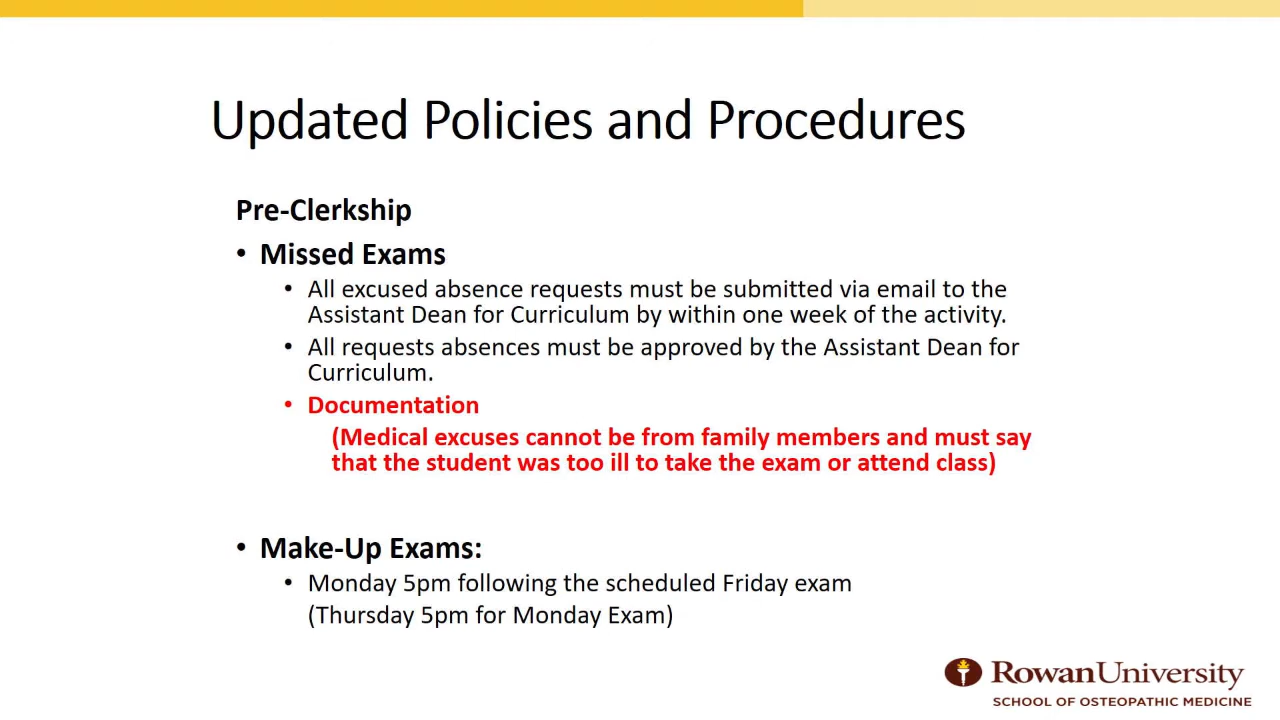 Updated Policies and Procedures
Pre-Clerkship
• Missed Exams
• All excused absence requests must be submitted via email to the
Assistant Dean for Curriculum by within one week of the activity.
• All requests absences must be approved by the Assistant Dean for
Curriculum.
• Documentation
(Medical excuses cannot be from family members and must say
that the student was too ill to take the exam or attend class)
• Make-Up Exams:
• Monday 5pm following the scheduled Friday exam
(Thursday 5pm for Monday Exam)
RowanUniversity
SCHOOL OF OSTEOPATHIC MEDICINE